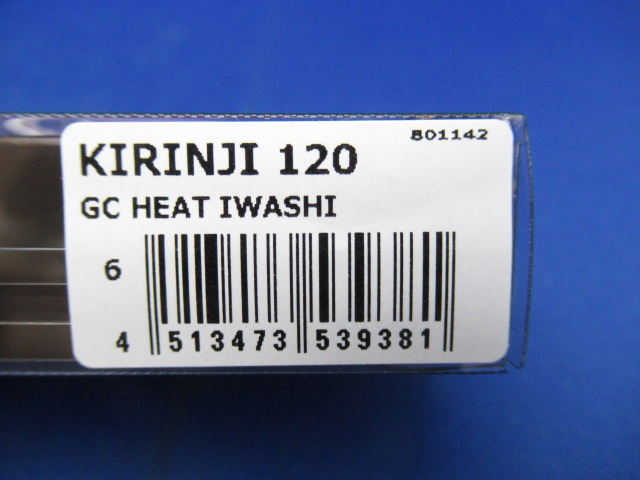 801142
KIRINJI 120
GC HEAT IWASHI
6
4 513473 539381